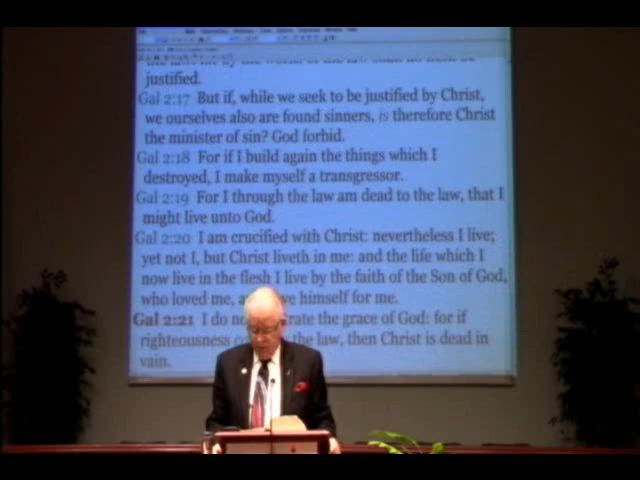 justified.
Gal 2:17 But if, while we seek to be justified by Christ,
we ourselves also are found sinners, is therefore Christ
the minister of sin? God forbid.
Gal 2:18 For if I build again the things which I
destroyed, I make myself a transgressor.
Gal 2:19 For I through the law am dead to the law, that I
might live unto God.
Gal 2:20 I am crucified with Christ: nevertheless I live;
yet not I, but Christ liveth in me: and the life which I
now live in the flesh I live by the faith of the Son of God,
who loved me, himself for me.
Gal 2:21 I do the grace of God: for if
righteousness the law, then Christ is dead in
vain.